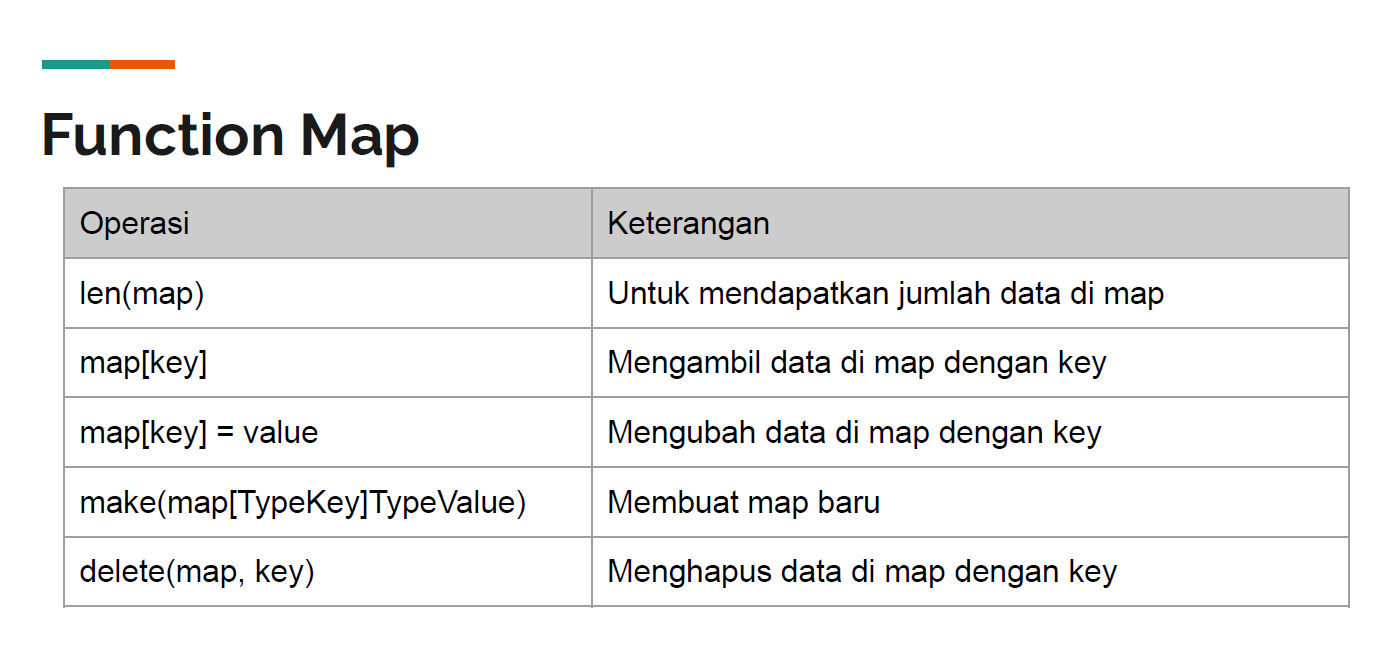 Function Map
Operasi Keterangan
len(map) Untuk mendapatkan jumlah data di map
map[key] Mengambil data di map dengan key
map[key] = value Mengubah data di map dengan key
make(map[TypeKey]TypeValue) Membuat map baru
delete(map, key) Menghapus data di map dengan key